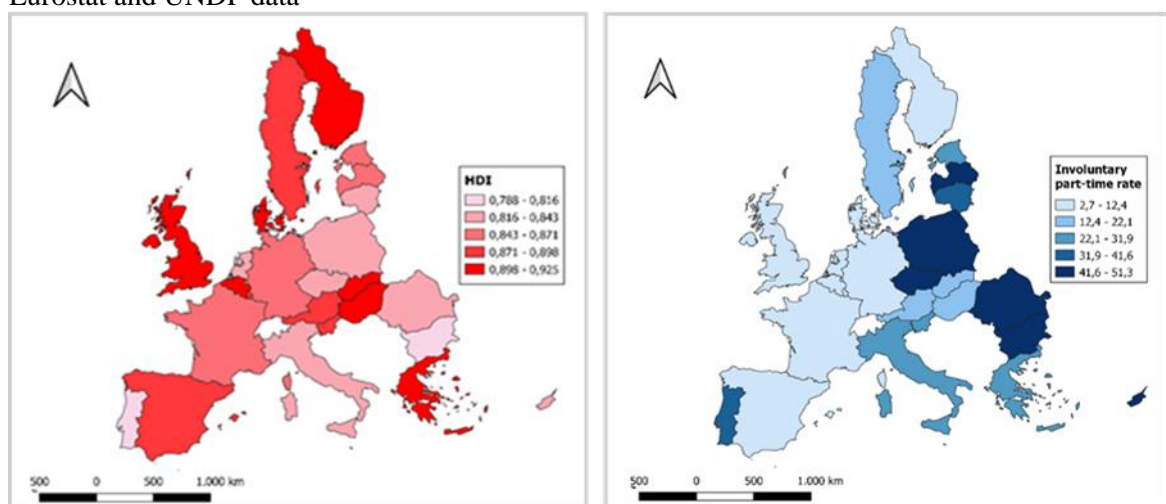 Eurostat and UNDP data
HDI
0,788 - 0,816
0,816 - 0,843
0,843 - 0,871
0,871 - 0,898
0,898 - 0,925
500 0 500 1.000 km
Involuntary
part-time rate
2,7 - 12,4
12,4 - 22,1
22,1 - 31,9
31,9 - 41,6
41,6 - 51,3
500 0 500 1.000 km